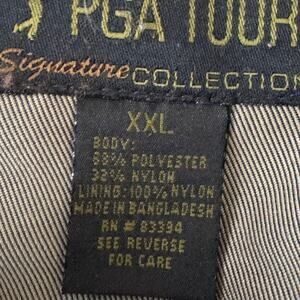 PGA TOUR
Signature COLLECTION
XXL
BODY:
68% POLYESTER
32% NYLON
LINING: 100% NYLON
MADE IN BANGLADESH
RN # 83394
SEE REVERSE
FOR CARE